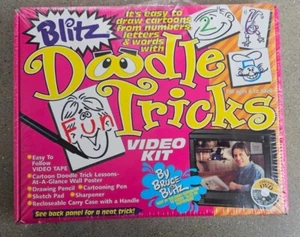 Blitz
It's easy to
draw cartoons
from numbers
letters
& words
with
2
6
Doodle
Tricks
Fun
VIDEO
KIT
• Easy To
Follow
VIDEO TAPE
• Cartoon Doodle Trick Lessons-
At-A-Glance Wall Poster
• Drawing Pencil • Cartooning Pen
• Sketch Pad • Sharpener
• Recloseable Carry Case with a Handle
By
BRUCE
BLITZ
See back panel for a neat trick!